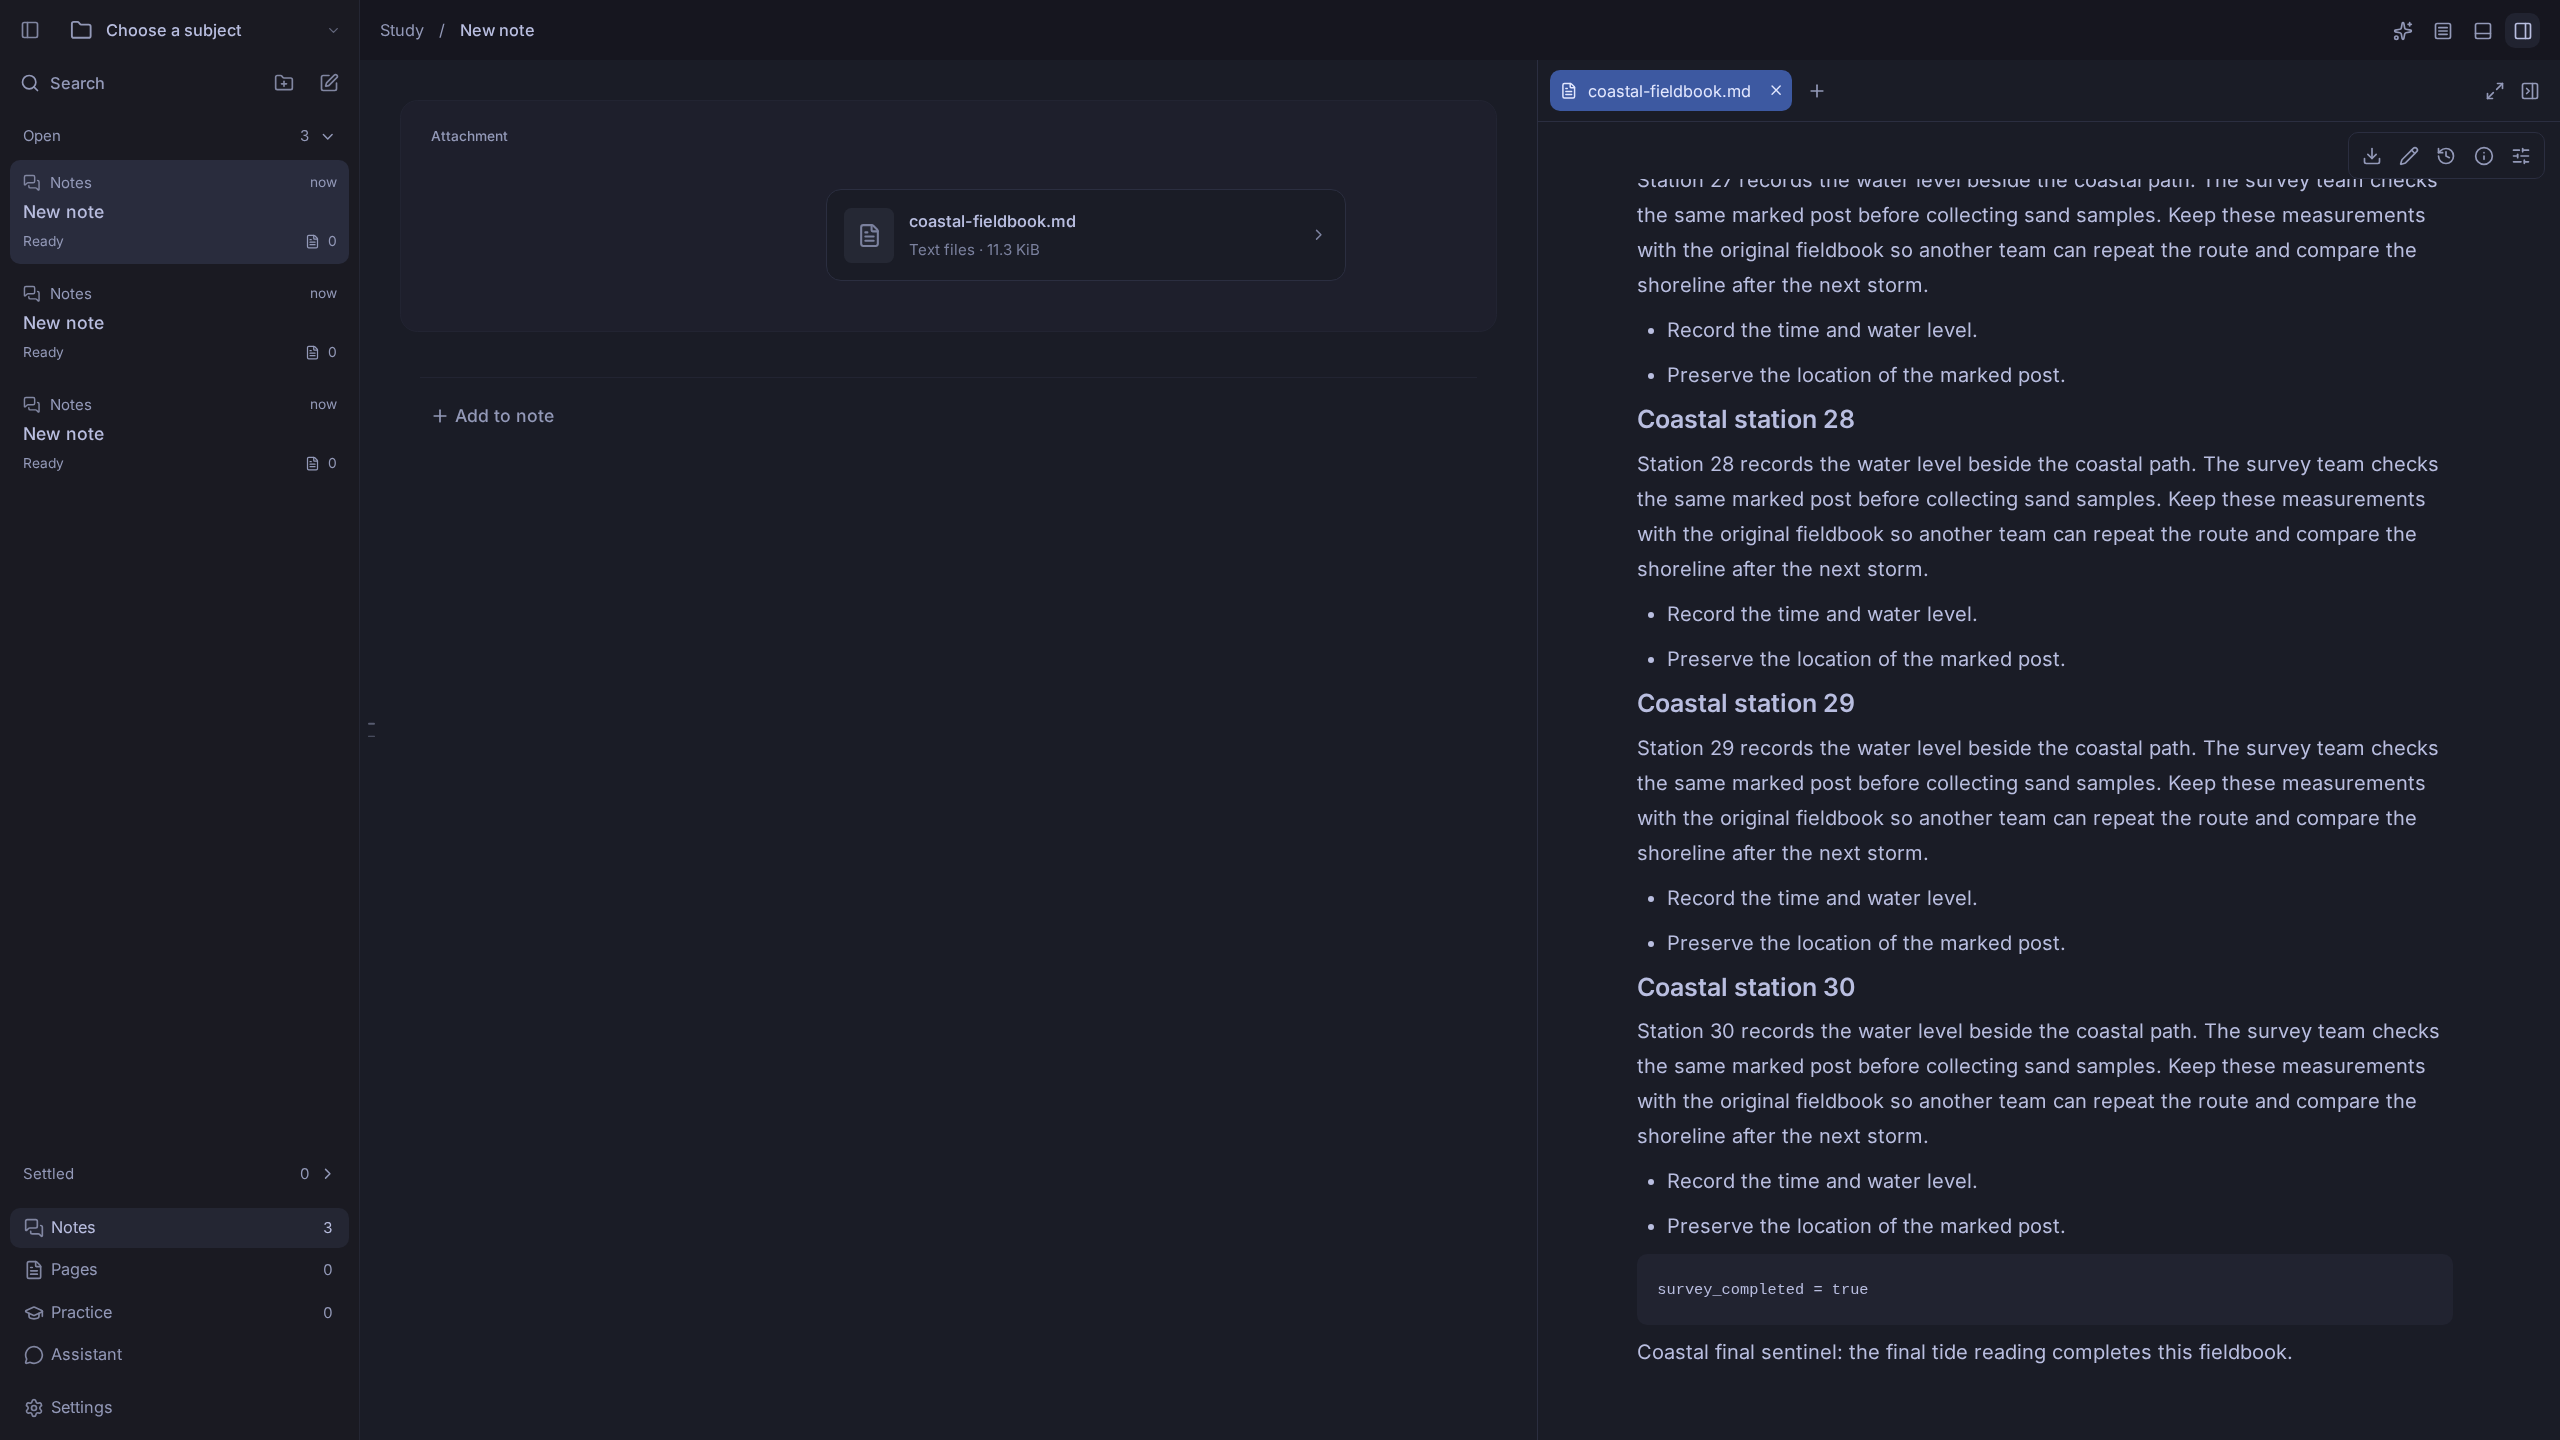 Choose a subject
Search
Open 3
Notes now
New note
Ready 0
Notes now
New note
Ready 0
Notes now
New note
Ready 0
Settled 0
Notes 3
Pages 0
Practice 0
Assistant
Settings
Study / New note
Attachment
coastal-fieldbook.md
Text files · 11.3 KiB
Add to note
coastal-fieldbook.md
Station 27 records the water level beside the coastal path. The survey team checks
the same marked post before collecting sand samples. Keep these measurements
with the original fieldbook so another team can repeat the route and compare the
shoreline after the next storm.
• Record the time and water level.
• Preserve the location of the marked post.
Coastal station 28
Station 28 records the water level beside the coastal path. The survey team checks
the same marked post before collecting sand samples. Keep these measurements
with the original fieldbook so another team can repeat the route and compare the
shoreline after the next storm.
• Record the time and water level.
• Preserve the location of the marked post.
Coastal station 29
Station 29 records the water level beside the coastal path. The survey team checks
the same marked post before collecting sand samples. Keep these measurements
with the original fieldbook so another team can repeat the route and compare the
shoreline after the next storm.
• Record the time and water level.
• Preserve the location of the marked post.
Coastal station 30
Station 30 records the water level beside the coastal path. The survey team checks
the same marked post before collecting sand samples. Keep these measurements
with the original fieldbook so another team can repeat the route and compare the
shoreline after the next storm.
• Record the time and water level.
• Preserve the location of the marked post.
survey_completed = true
Coastal final sentinel: the final tide reading completes this fieldbook.